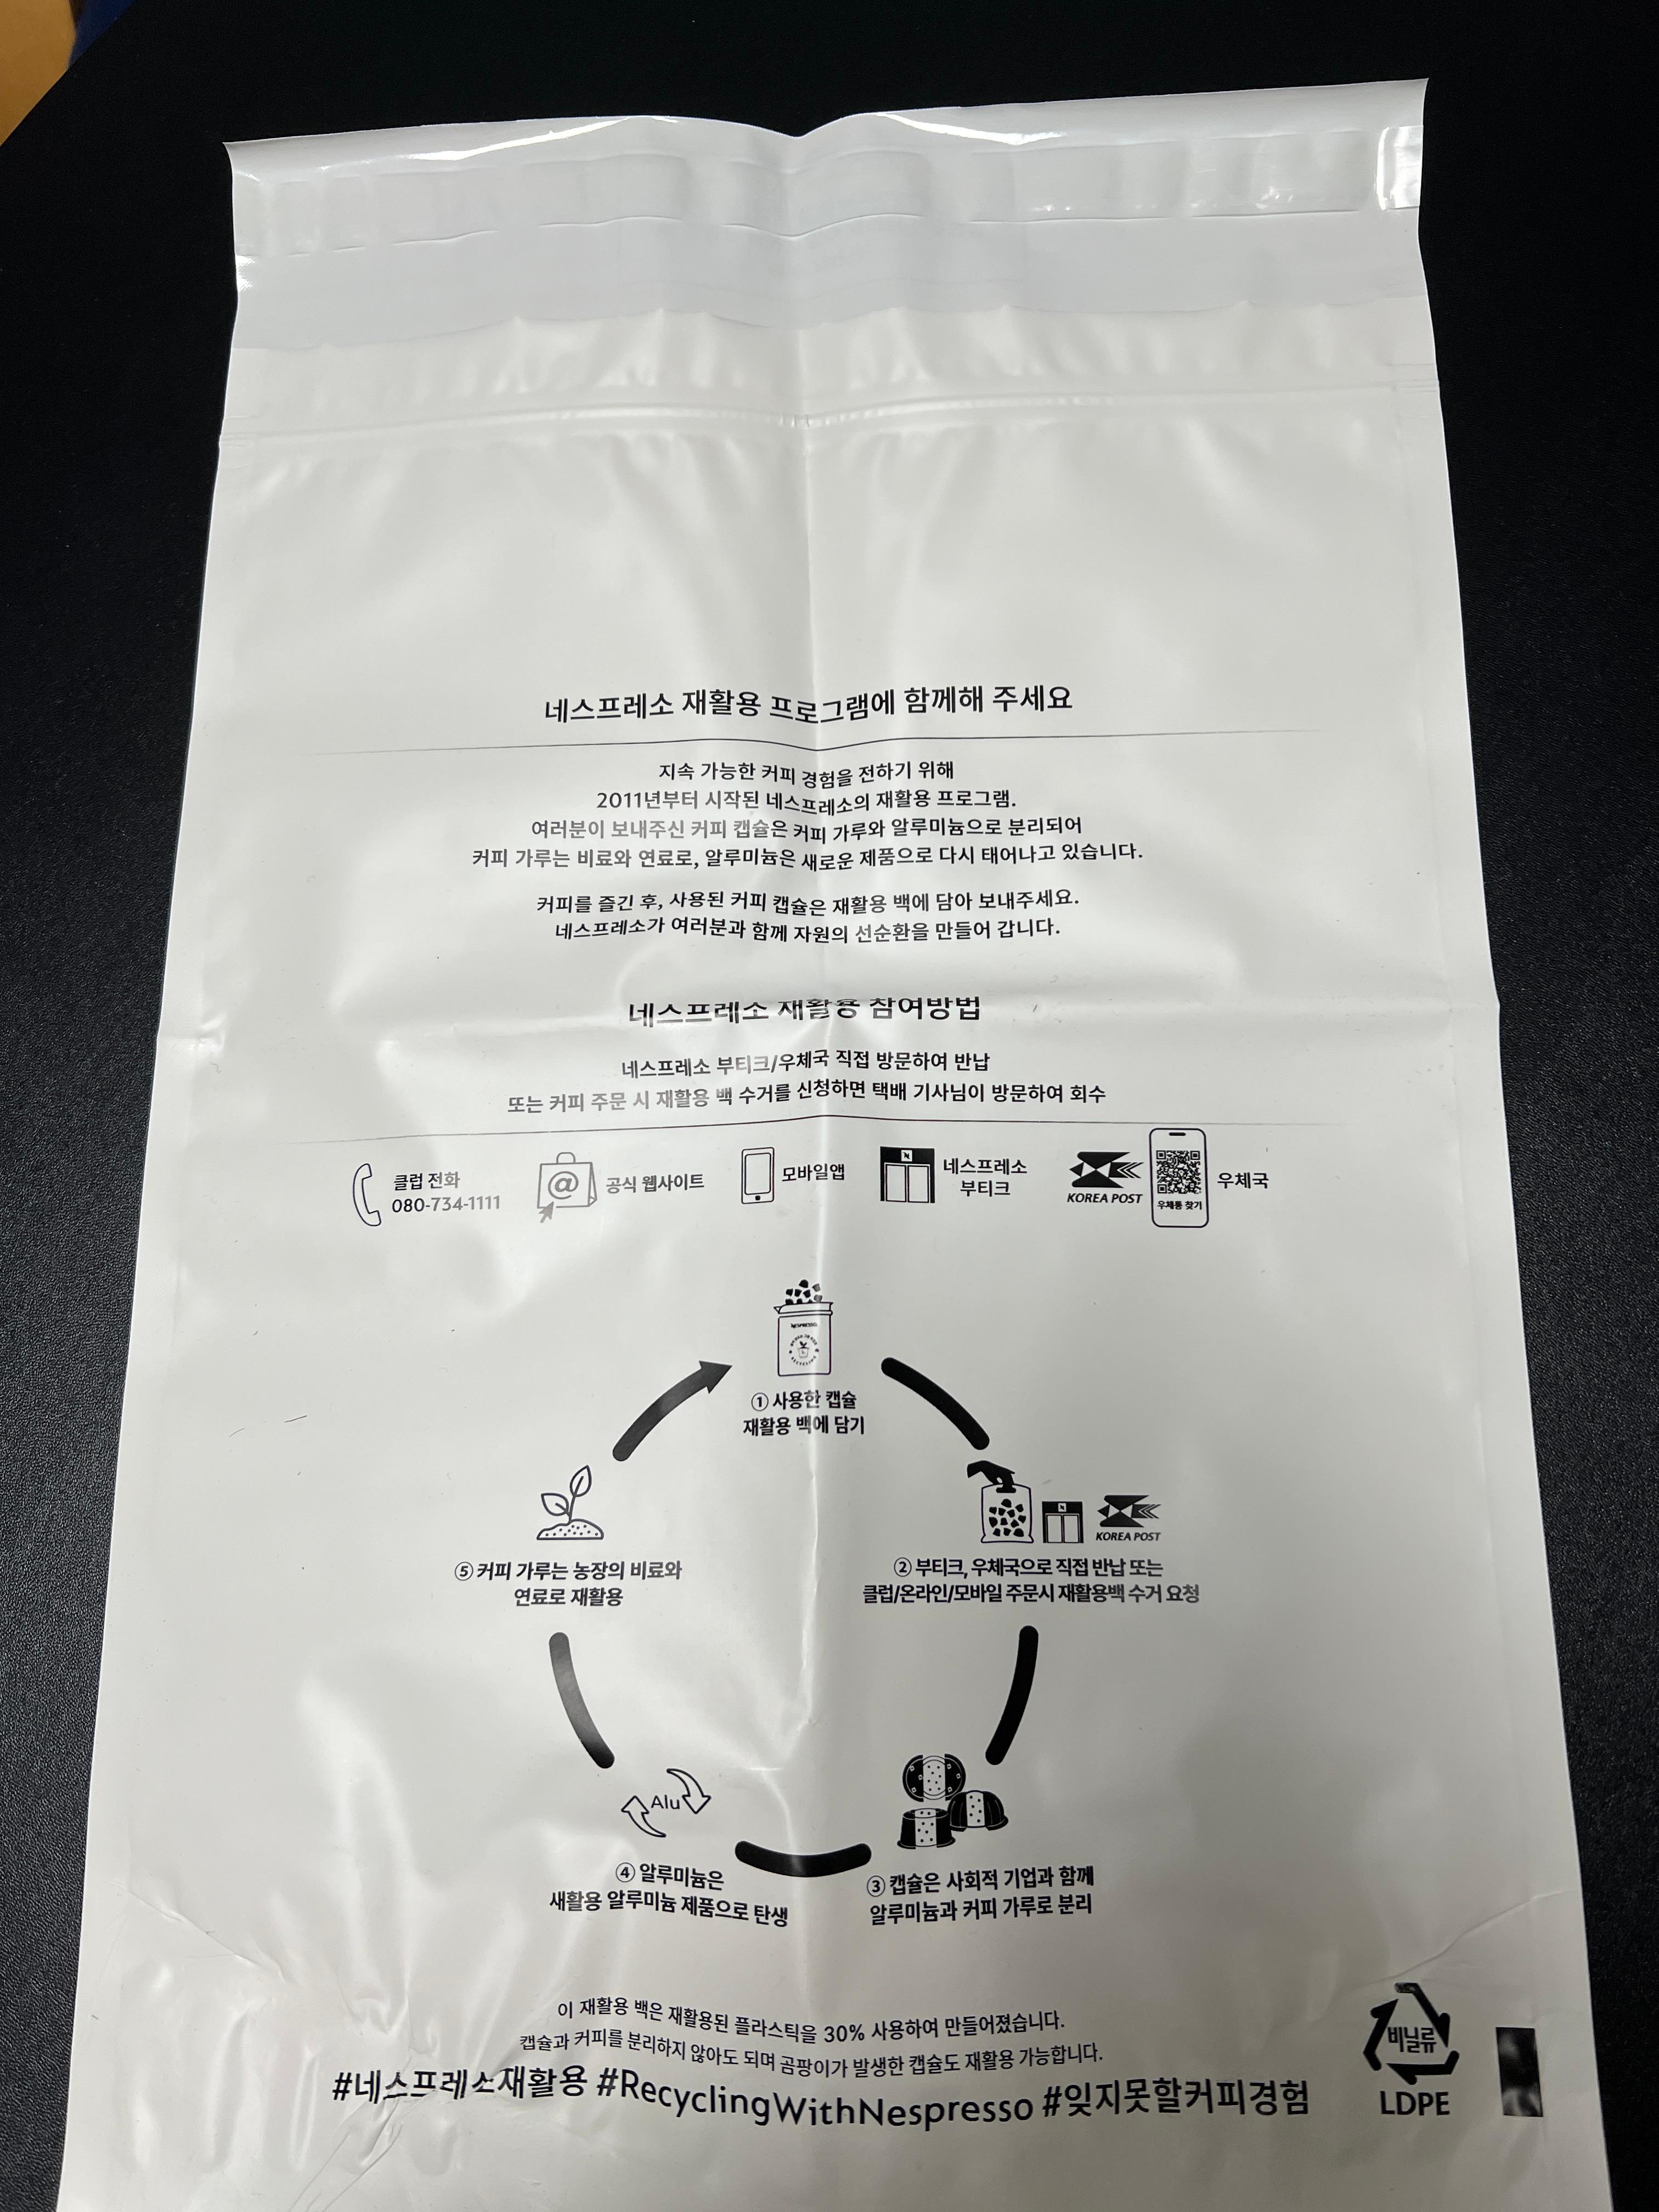 네스프레소 재활용 프로그램에 함께해 주세요
지속 가능한 커피 경험을 전하기 위해
2011년부터 시작된 네스프레소의 재활용 프로그램.
여러분이 보내주신 커피 캡슐은 커피 가루와 알루미늄으로 분리되어
커피 가루는 비료와 연료로, 알루미늄은 새로운 제품으로 다시 태어나고 있습니다.
커피를 즐긴 후, 사용된 커피 캡슐은 재활용 백에 담아 보내주세요.
네스프레소가 여러분과 함께 자원의 선순환을 만들어 갑니다.
네스프레소 재활용 참여방법
네스프레소 부티크/우체국 직접 방문하여 반납
또는 커피 주문 시 재활용 백 수거를 신청하면 택배 기사님이 방문하여 회수
클럽 전화
080-734-1111
@
공식 웹사이트
모바일앱
N
네스프레소
부티크
KOREA POST
우체통 찾기
우체국
NESPRESSO
RECYCLING
① 사용한 캡슐
재활용 백에 담기
N
KOREA POST
② 부티크, 우체국으로 직접 반납 또는
클럽/온라인/모바일 주문시 재활용백 수거 요청
⑤ 커피 가루는 농장의 비료와
연료로 재활용
Alu
④ 알루미늄은
새활용 알루미늄 제품으로 탄생
③ 캡슐은 사회적 기업과 함께
알루미늄과 커피 가루로 분리
이 재활용 백은 재활용된 플라스틱을 30% 사용하여 만들어졌습니다.
캡슐과 커피를 분리하지 않아도 되며 곰팡이가 발생한 캡슐도 재활용 가능합니다.
#네스프레소재활용 #RecyclingWithNespresso #잊지못할커피경험
비닐류
LDPE